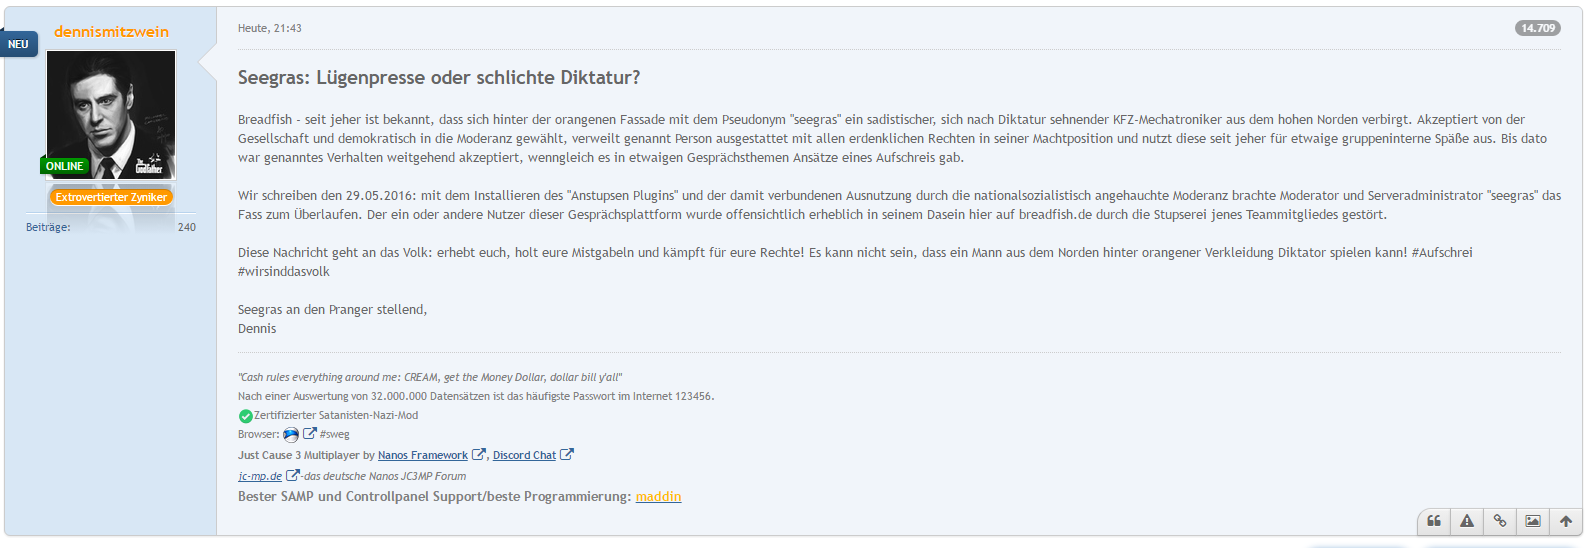 dennismitzwein
NEU
The
Godfather
ONLINE
Extrovertierter Zyniker
Beiträge: 240
Heute, 21:43
14.709
Seegras: Lügenpresse oder schlichte Diktatur?
Breadfish - seit jeher ist bekannt, dass sich hinter der orangenen Fassade mit dem Pseudonym "seegras" ein sadistischer, sich nach Diktatur sehnender KFZ-Mechatroniker aus dem hohen Norden verbirgt. Akzeptiert von der
Gesellschaft und demokratisch in die Moderanz gewählt, verweilt genannt Person ausgestattet mit allen erdenklichen Rechten in seiner Machtposition und nutzt diese seit jeher für etwaige gruppeninterne Späße aus. Bis dato
war genanntes Verhalten weitgehend akzeptiert, wenngleich es in etwaigen Gesprächsthemen Ansätze eines Aufschreis gab.
Wir schreiben den 29.05.2016: mit dem Installieren des "Anstupsen Plugins" und der damit verbundenen Ausnutzung durch die nationalsozialistisch angehauchte Moderanz brachte Moderator und Serveradministrator "seegras" das
Fass zum Überlaufen. Der ein oder andere Nutzer dieser Gesprächsplattform wurde offensichtlich erheblich in seinem Dasein hier auf breadfish.de durch die Stupserei jenes Teammitgliedes gestört.
Diese Nachricht geht an das Volk: erhebt euch, holt eure Mistgabeln und kämpft für eure Rechte! Es kann nicht sein, dass ein Mann aus dem Norden hinter orangener Verkleidung Diktator spielen kann! #Aufschrei
#wirsinddasvolk
Seegras an den Pranger stellend,
Dennis
"Cash rules everything around me: CREAM, get the Money Dollar, dollar bill y'all"
Nach einer Auswertung von 32.000.000 Datensätzen ist das häufigste Passwort im Internet 123456.
Zertifizierter Satanisten-Nazi-Mod
Browser: #sweg
Just Cause 3 Multiplayer by Nanos Framework , Discord Chat
jc-mp.de -das deutsche Nanos JC3MP Forum
Bester SAMP und Controllpanel Support/beste Programmierung: maddin